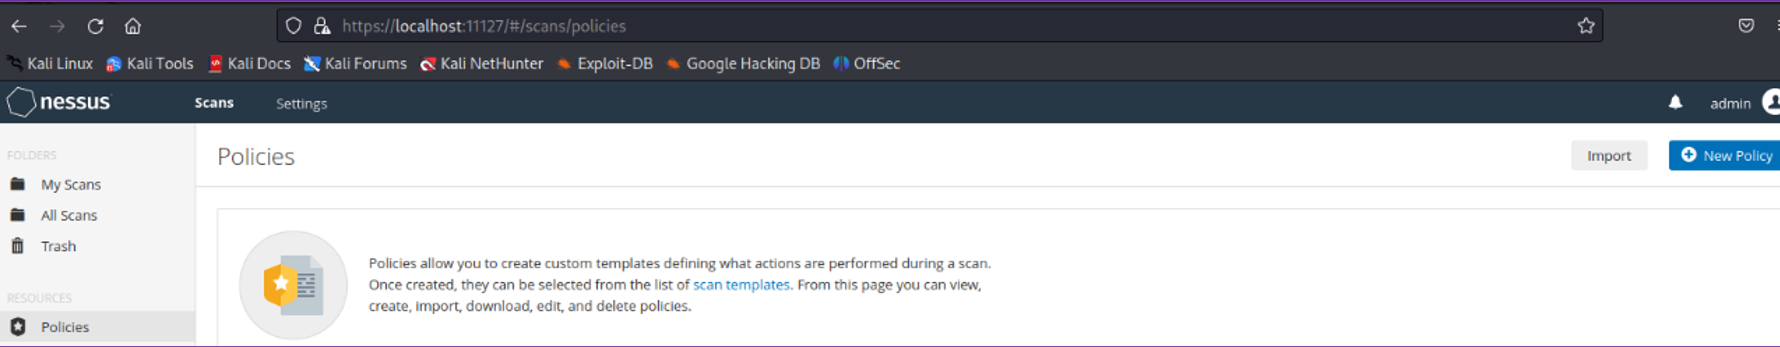 https://localhost:11127/#/scans/policies
Kali Linux Kali Tools Kali Docs Kali Forums Kali NetHunter Exploit-DB Google Hacking DB OffSec
nessus Scans Settings admin
FOLDERS
My Scans
All Scans
Trash
RESOURCES
Policies
Policies
Import New Policy
Policies allow you to create custom templates defining what actions are performed during a scan.
Once created, they can be selected from the list of scan templates. From this page you can view,
create, import, download, edit, and delete policies.